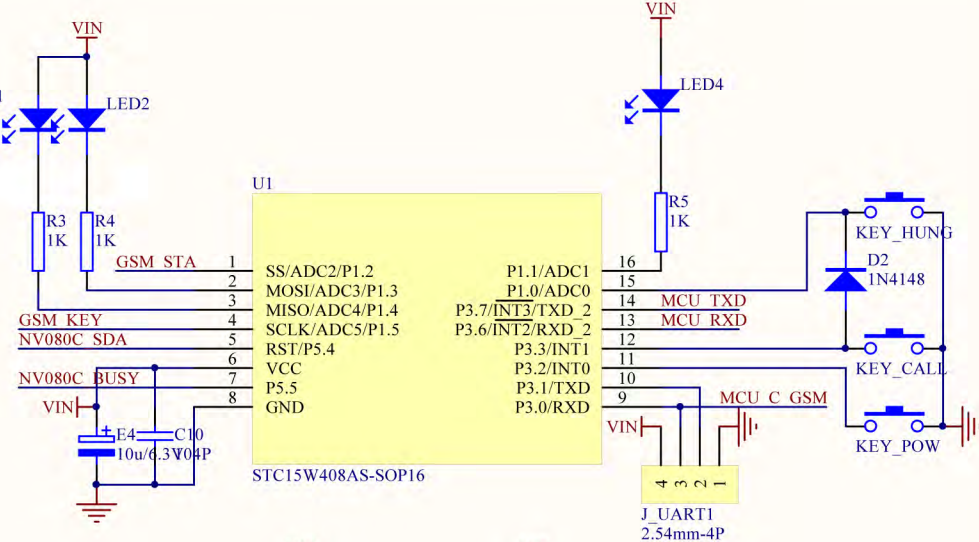 VIN
VIN
LED4
LED2
U1
R5
1K
R3
1K
R4
1K
KEY_HUNG
GSM_STA
1
SS/ADC2/P1.2
P1.1/ADC1
16
D2
1N4148
2
MOSI/ADC3/P1.3
P1.0/ADC0
15
3
MISO/ADC4/P1.4
P3.7/INT3/TXD_2
14
MCU_TXD
GSM_KEY
4
SCLK/ADC5/P1.5
P3.6/INT2/RXD_2
13
MCU_RXD
NV080C_SDA
5
RST/P5.4
P3.3/INT1
12
6
VCC
P3.2/INT0
11
KEY_CALL
NV080C_BUSY
7
P5.5
P3.1/TXD
10
8
GND
P3.0/RXD
9
MCU_C_GSM
VIN
VIN
E4
10u/6.3V
C10
104P
KEY_POW
STC15W408AS-SOP16
4
3
2
1
J_UART1
2.54mm-4P